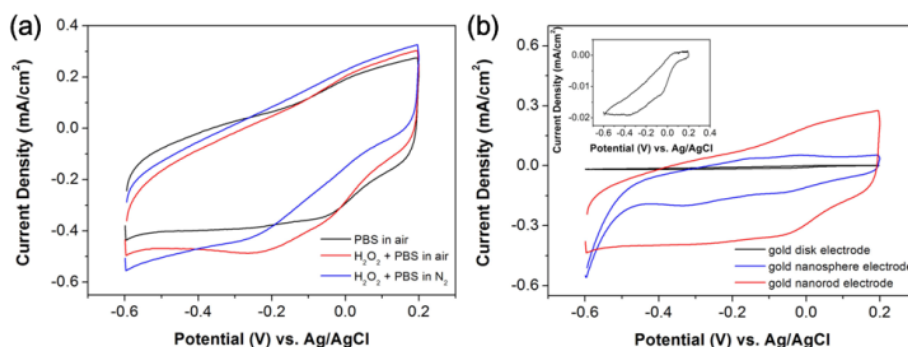 (a)
Current Density (mA/cm²)
0.4
0.2
0.0
-0.2
-0.4
-0.6
-0.6 -0.4 -0.2 0.0 0.2
Potential (V) vs. Ag/AgCl
PBS in air
H₂O₂ + PBS in air
H₂O₂ + PBS in N₂
(b)
Current Density (mA/cm²)
0.6
0.3
0.0
-0.3
-0.6
-0.6 -0.4 -0.2 0.0 0.2
Potential (V) vs. Ag/AgCl
Current Density (mA/cm²)
0.00
-0.01
-0.02
-0.6 -0.4 -0.2 0.0 0.2 0.4
Potential (V) vs. Ag/AgCl
gold disk electrode
gold nanosphere electrode
gold nanorod electrode